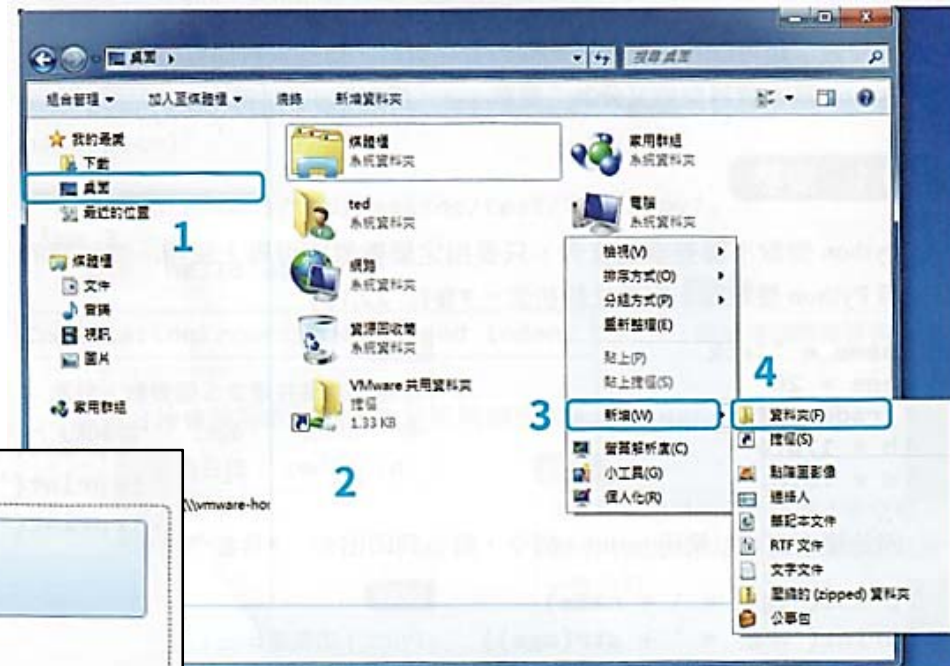 桌面
搜尋 桌面
組合管理
加入至媒體櫃
燒錄
新增資料夾
我的最愛
下載
桌面
最近的位置
1
媒體櫃
文件
音樂
視訊
圖片
家用群組
媒體櫃
系統資料夾
家用群組
系統資料夾
ted
系統資料夾
電腦
系統資料夾
網路
系統資料夾
資源回收筒
系統資料夾
VMware 共用資料夾
捷徑
1.33 KB
2
\\vmware-hos
檢視(V)
排序方式(O)
分組方式(P)
重新整理(E)
貼上(P)
貼上捷徑(S)
3
新增(W)
螢幕解析度(C)
小工具(G)
個人化(R)
4
資料夾(F)
捷徑(S)
點陣圖影像
連絡人
筆記本文件
RTF 文件
文字文件
壓縮的 (zipped) 資料夾
公事包